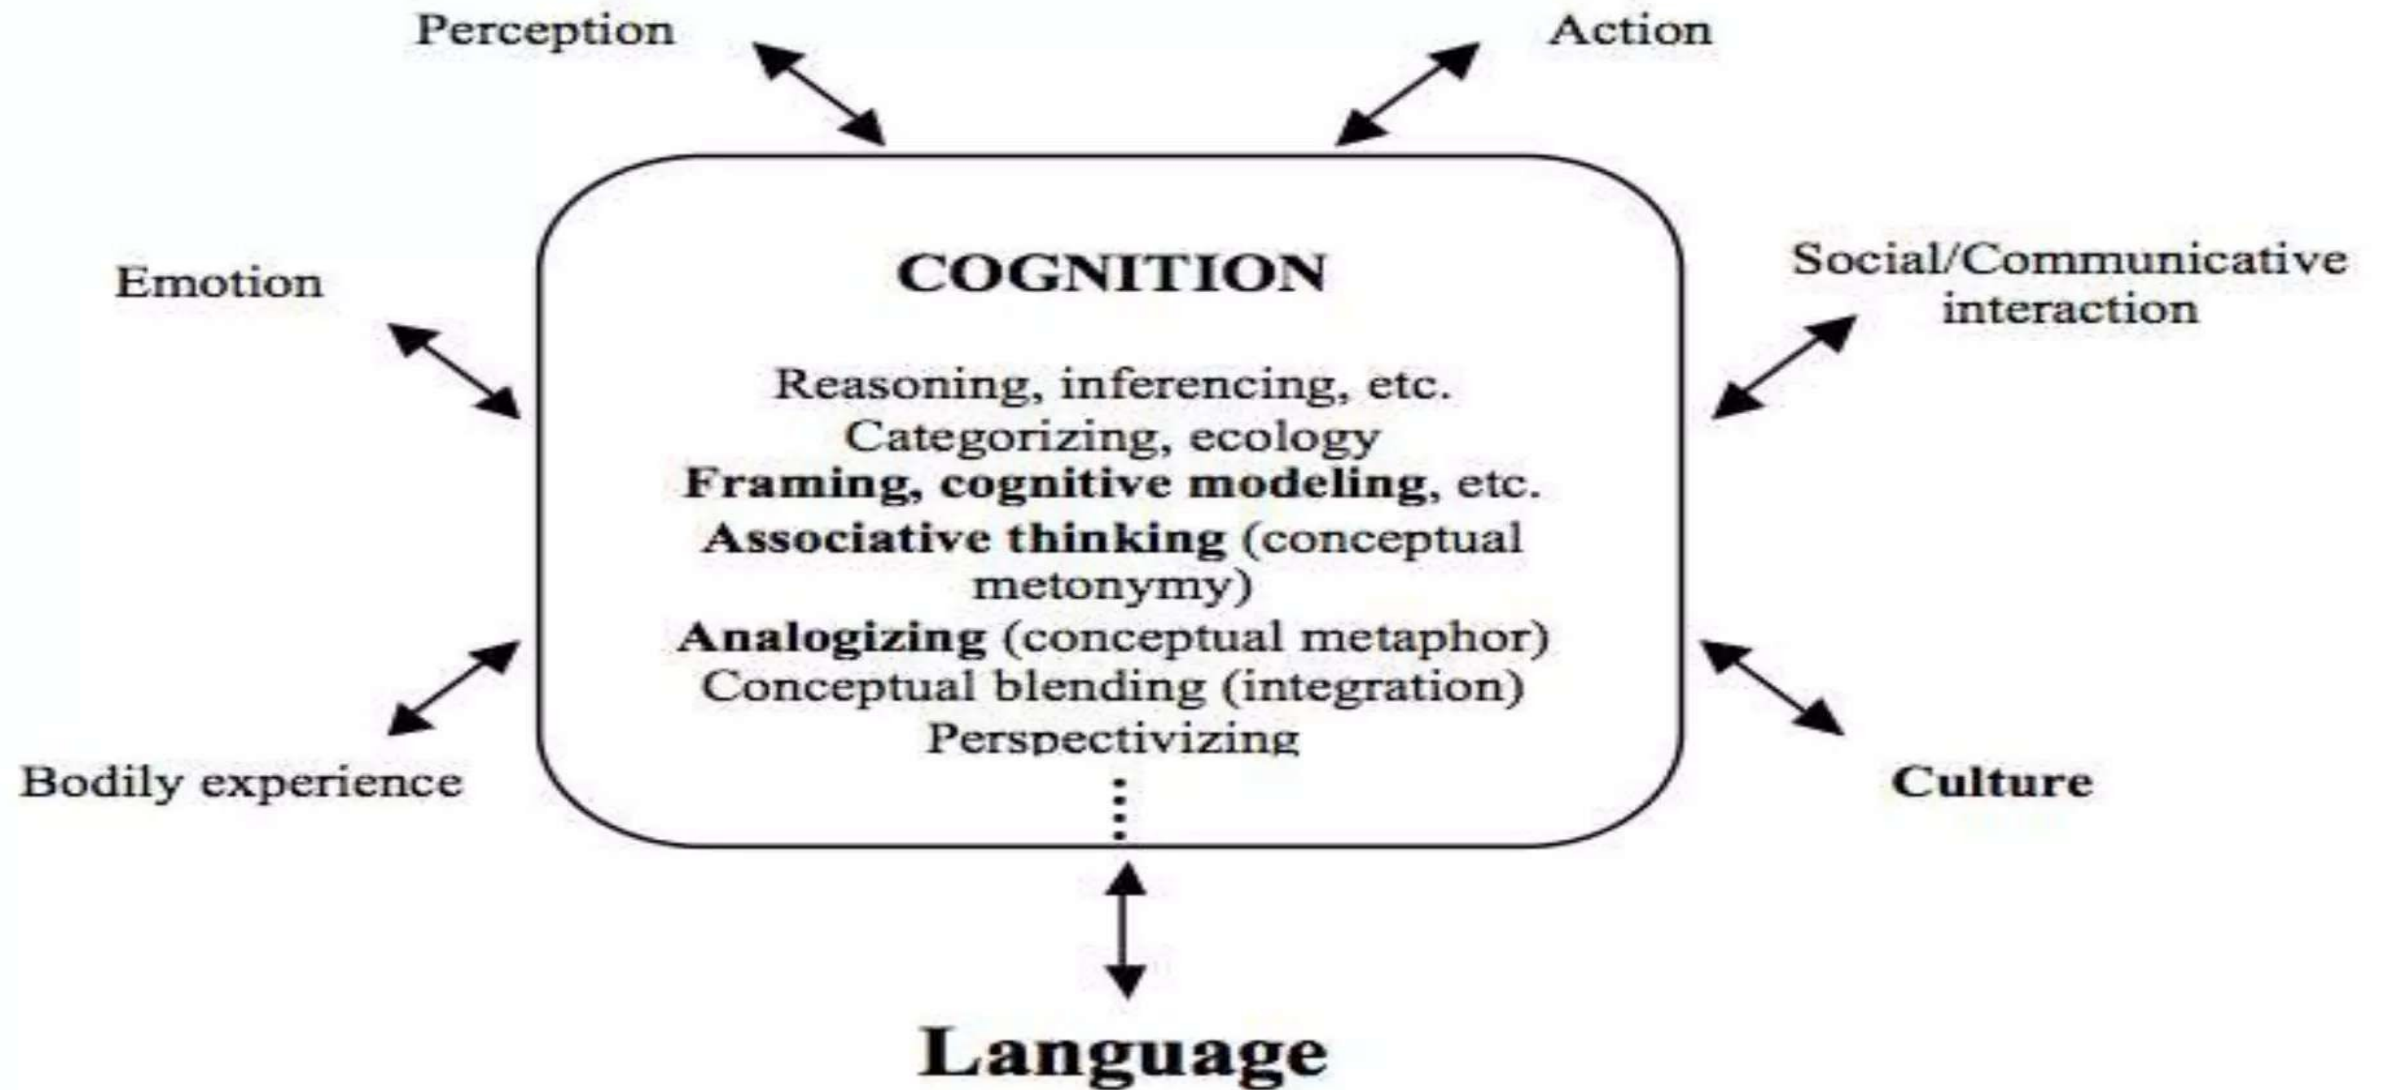 Perception
Action
Emotion
Social/Communicative
interaction
COGNITION
Reasoning, inferencing, etc.
Categorizing, ecology
Framing, cognitive modeling, etc.
Associative thinking (conceptual
metonymy)
Analogizing (conceptual metaphor)
Conceptual blending (integration)
Perspectivizing
Bodily experience
Culture
Language